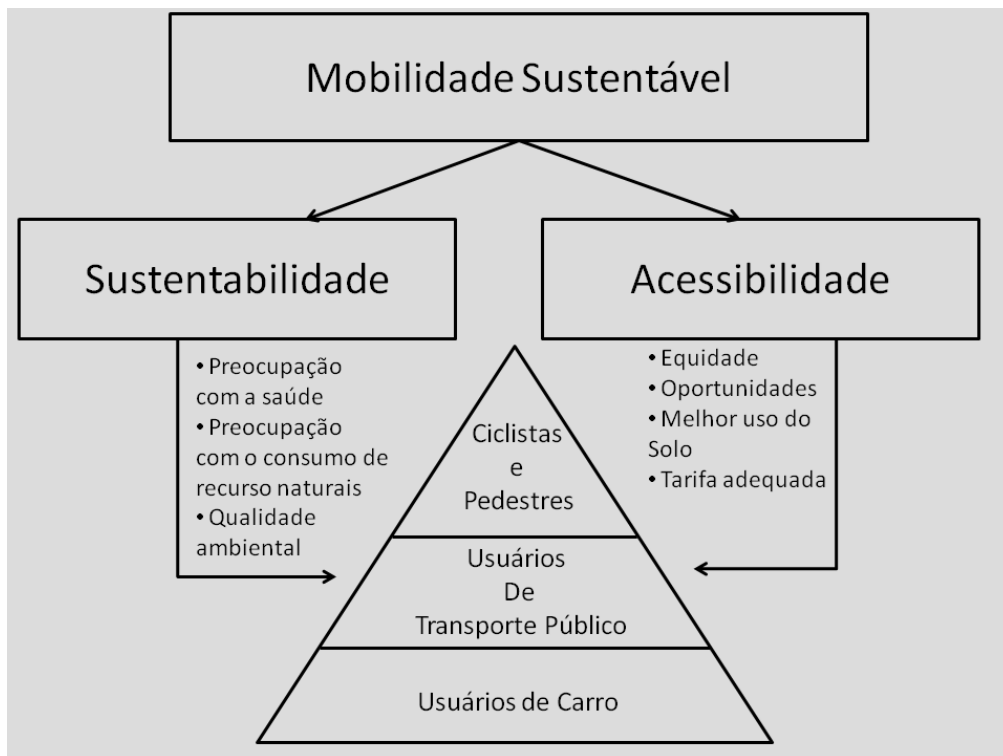 Mobilidade Sustentável
Sustentabilidade
Acessibilidade
• Preocupação
com a saúde
• Preocupação
com o consumo de
recurso naturais
• Qualidade
ambiental
• Equidade
• Oportunidades
• Melhor uso do
Solo
• Tarifa adequada
Ciclistas
e
Pedestres
Usuários
De
Transporte Público
Usuários de Carro